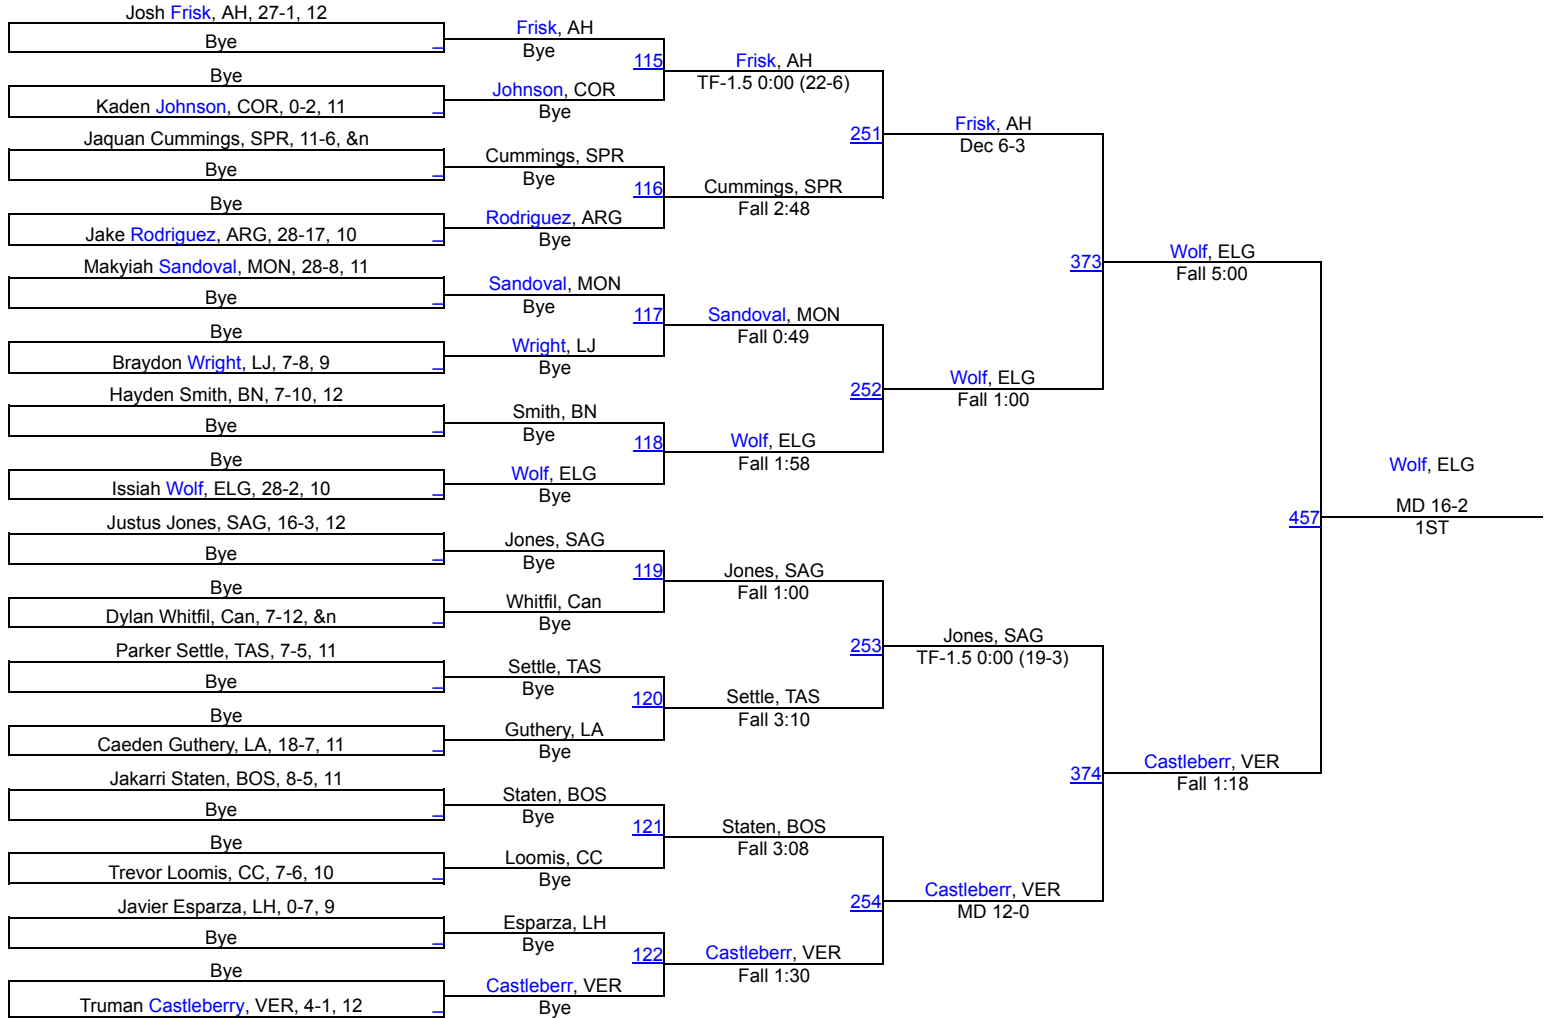 Josh Frisk, AH, 27-1, 12
Bye
Bye
Kaden Johnson, COR, 0-2, 11
Jaquan Cummings, SPR, 11-6, &n
Bye
Bye
Jake Rodriguez, ARG, 28-17, 10
Makyiah Sandoval, MON, 28-8, 11
Bye
Bye
Braydon Wright, LJ, 7-8, 9
Hayden Smith, BN, 7-10, 12
Bye
Bye
Issiah Wolf, ELG, 28-2, 10
Justus Jones, SAG, 16-3, 12
Bye
Bye
Dylan Whitfil, Can, 7-12, &n
Parker Settle, TAS, 7-5, 11
Bye
Bye
Caeden Guthery, LA, 18-7, 11
Jakarri Staten, BOS, 8-5, 11
Bye
Bye
Trevor Loomis, CC, 7-6, 10
Javier Esparza, LH, 0-7, 9
Bye
Bye
Truman Castleberry, VER, 4-1, 12
Frisk, AH
Bye
115
Johnson, COR
Bye
Cummings, SPR
Bye
116
Rodriguez, ARG
Bye
Sandoval, MON
Bye
117
Wright, LJ
Bye
Smith, BN
Bye
118
Wolf, ELG
Bye
Jones, SAG
Bye
119
Whitfil, Can
Bye
Settle, TAS
Bye
120
Guthery, LA
Bye
Staten, BOS
Bye
121
Loomis, CC
Bye
Esparza, LH
Bye
122
Castleberr, VER
Bye
Frisk, AH
TF-1.5 0:00 (22-6)
251
Cummings, SPR
Fall 2:48
Sandoval, MON
Fall 0:49
252
Wolf, ELG
Fall 1:58
Jones, SAG
Fall 1:00
253
Settle, TAS
Fall 3:10
Staten, BOS
Fall 3:08
254
Castleberr, VER
Fall 1:30
Frisk, AH
Dec 6-3
373
Wolf, ELG
Fall 1:00
Jones, SAG
TF-1.5 0:00 (19-3)
374
Castleberr, VER
MD 12-0
Wolf, ELG
Fall 5:00
457
Castleberr, VER
Fall 1:18
Wolf, ELG
MD 16-2
1ST